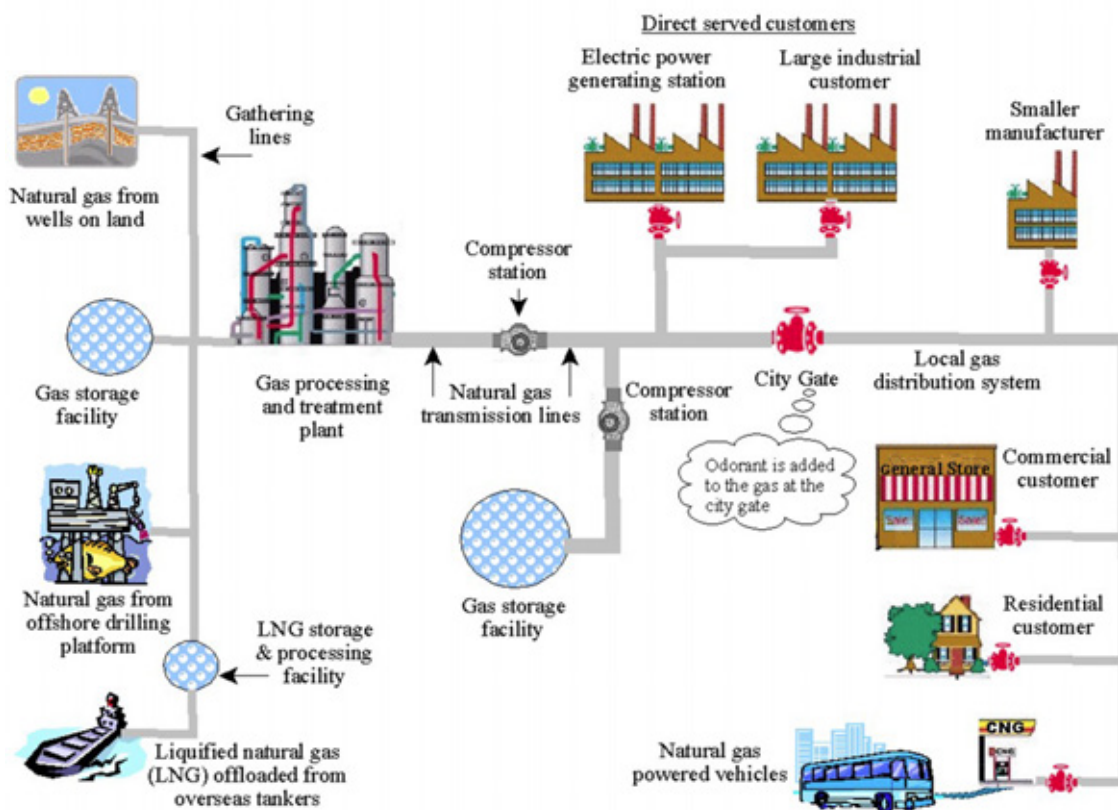 Direct served customers
Electric power
generating station
Large industrial
customer
Smaller
manufacturer
Gathering
lines
Natural gas from
wells on land
Compressor
station
Gas storage
facility
Gas processing
and treatment
plant
Natural gas
transmission lines
Compressor
station
City Gate
Local gas
distribution system
Odorant is added
to the gas at the
city gate
General Store
Sale!
Sale!
Commercial
customer
Natural gas from
offshore drilling
platform
LNG storage
& processing
facility
Gas storage
facility
Residential
customer
Liquified natural gas
(LNG) offloaded from
overseas tankers
Natural gas
powered vehicles
CNG
CNG